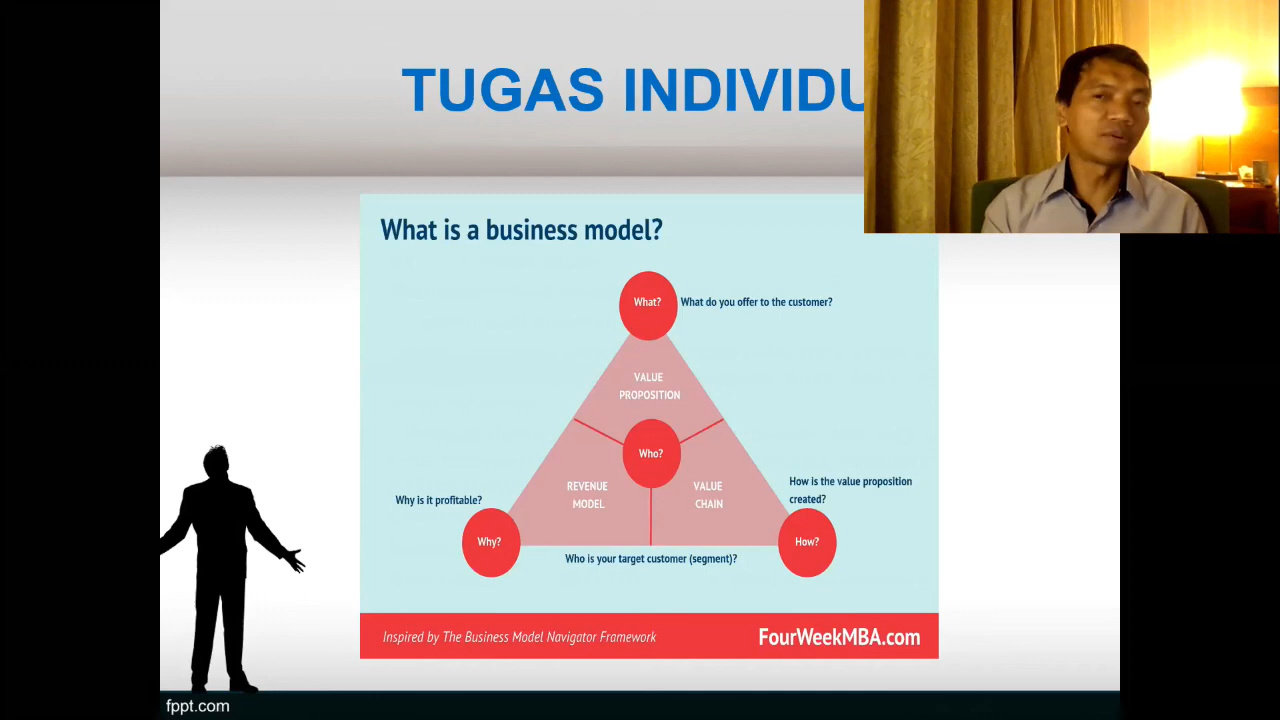 TUGAS INDIVIDU
What is a business model?
What?
What do you offer to the customer?
VALUE
PROPOSITION
Who?
REVENUE
MODEL
VALUE
CHAIN
Why is it profitable?
How is the value proposition
created?
Why?
How?
Who is your target customer (segment)?
Inspired by The Business Model Navigator Framework
FourWeekMBA.com
fppt.com